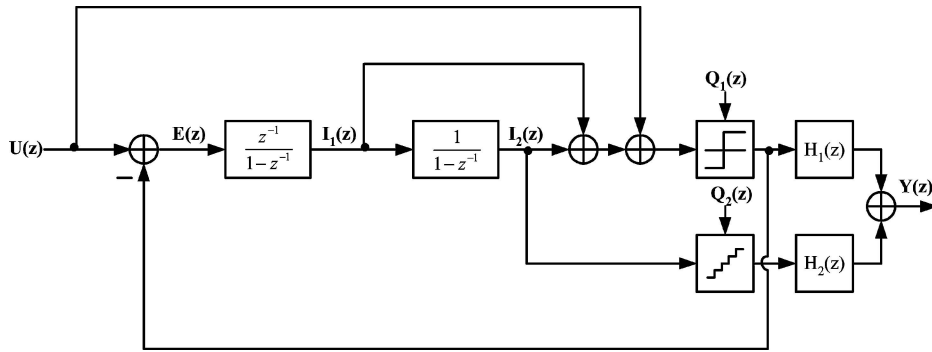 Q₁(z)
U(z)
E(z)
z⁻¹
1 − z⁻¹
I₁(z)
1
1 − z⁻¹
I₂(z)
H₁(z)
−
Y(z)
Q₂(z)
H₂(z)